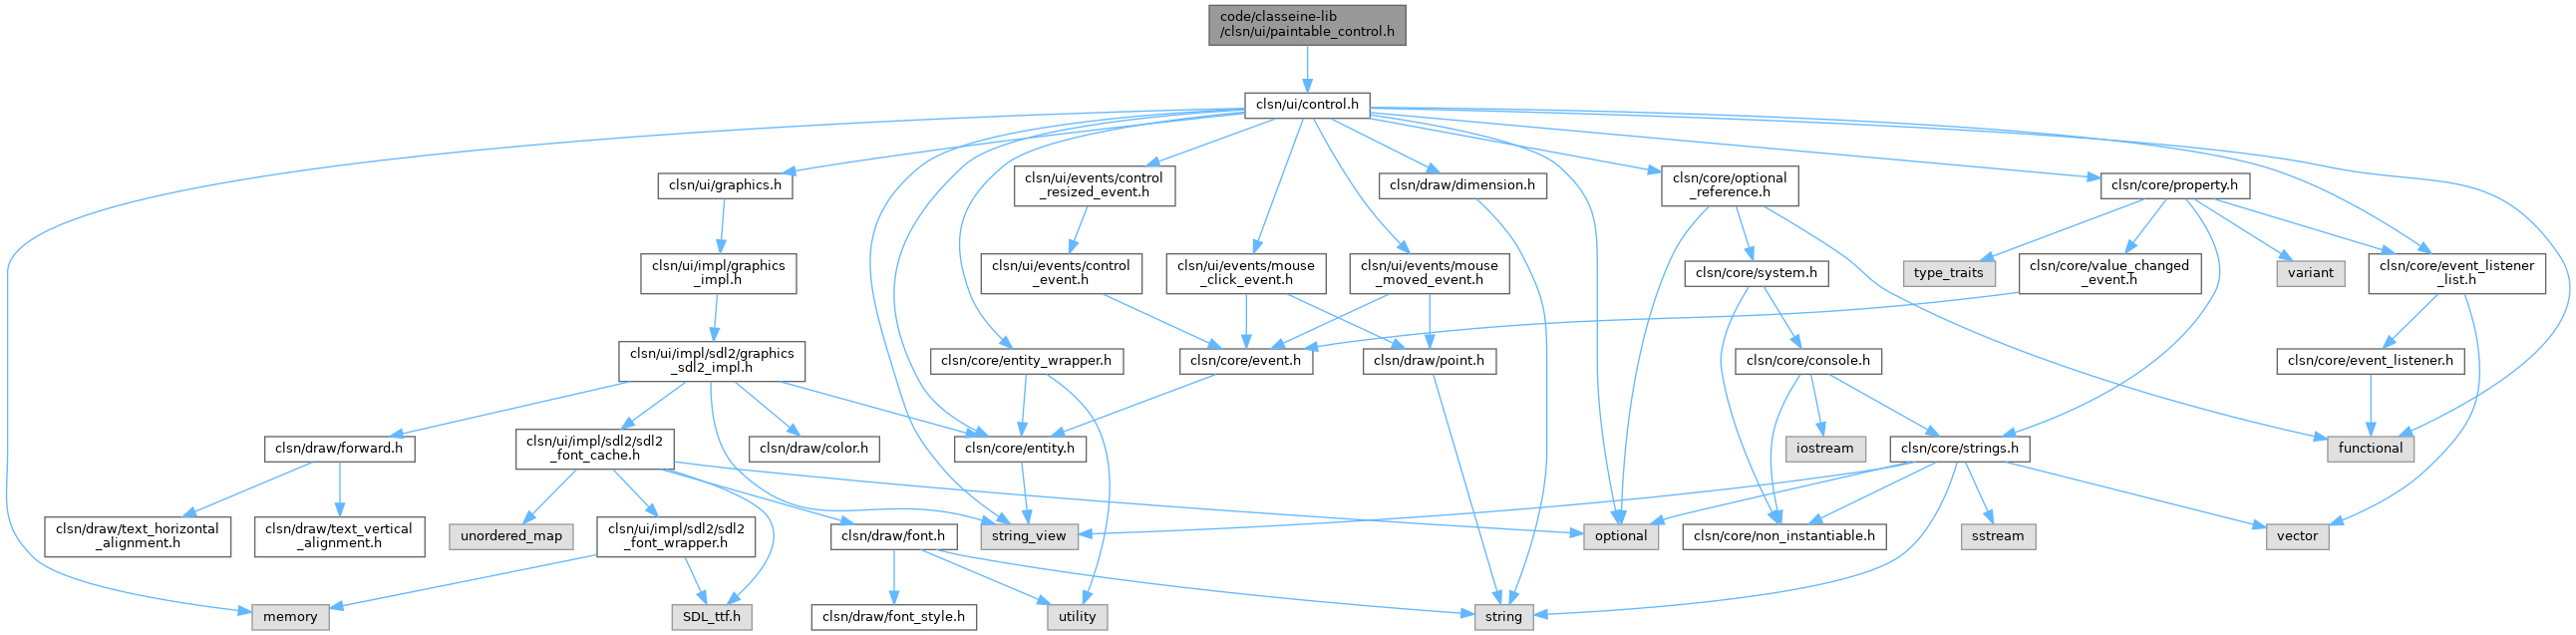 code/classeine-lib
/clsn/ui/paintable_control.h
clsn/ui/control.h
clsn/ui/graphics.h
clsn/ui/events/control
_resized_event.h
clsn/draw/dimension.h
clsn/core/optional
_reference.h
clsn/core/property.h
clsn/ui/impl/graphics
_impl.h
clsn/ui/events/control
_event.h
clsn/ui/events/mouse
_click_event.h
clsn/ui/events/mouse
_moved_event.h
clsn/core/system.h
type_traits
clsn/core/value_changed
_event.h
variant
clsn/core/event_listener
_list.h
clsn/ui/impl/sdl2/graphics
_sdl2_impl.h
clsn/core/entity_wrapper.h
clsn/core/event.h
clsn/draw/point.h
clsn/core/console.h
clsn/core/event_listener.h
clsn/draw/forward.h
clsn/ui/impl/sdl2/sdl2
_font_cache.h
clsn/draw/color.h
clsn/core/entity.h
iostream
clsn/core/strings.h
functional
clsn/draw/text_horizontal
_alignment.h
clsn/draw/text_vertical
_alignment.h
unordered_map
clsn/ui/impl/sdl2/sdl2
_font_wrapper.h
clsn/draw/font.h
string_view
optional
clsn/core/non_instantiable.h
sstream
vector
memory
SDL_ttf.h
clsn/draw/font_style.h
utility
string